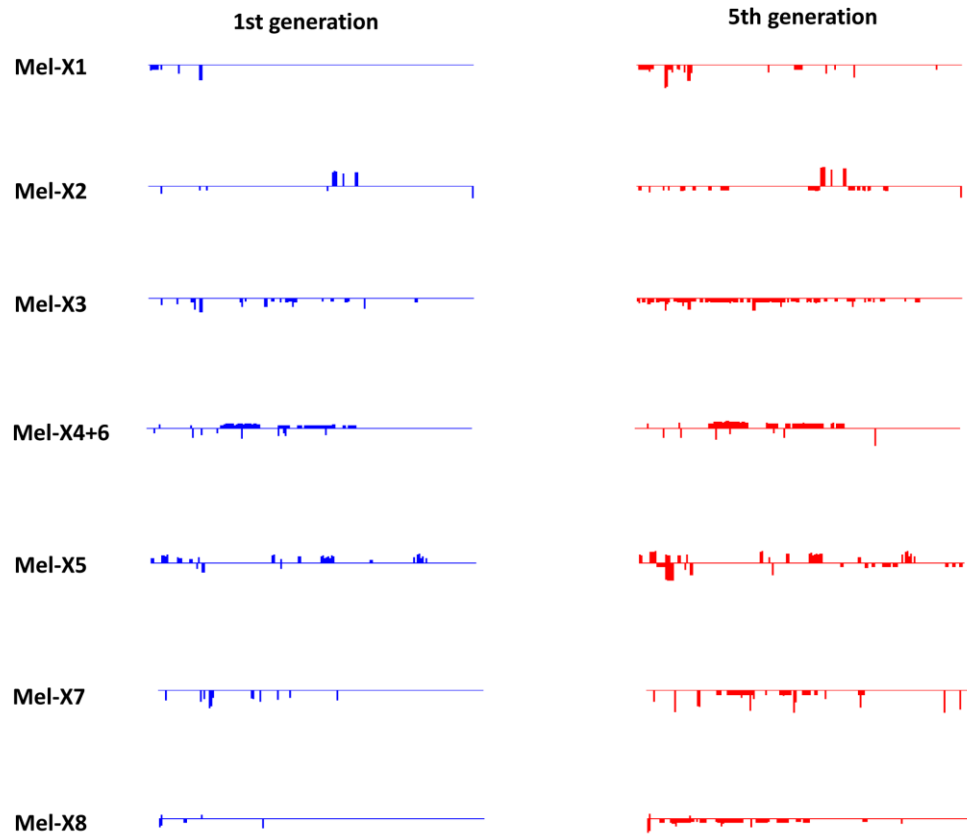 1st generation
5th generation
Mel-X1
Mel-X2
Mel-X3
Mel-X4+6
Mel-X5
Mel-X7
Mel-X8